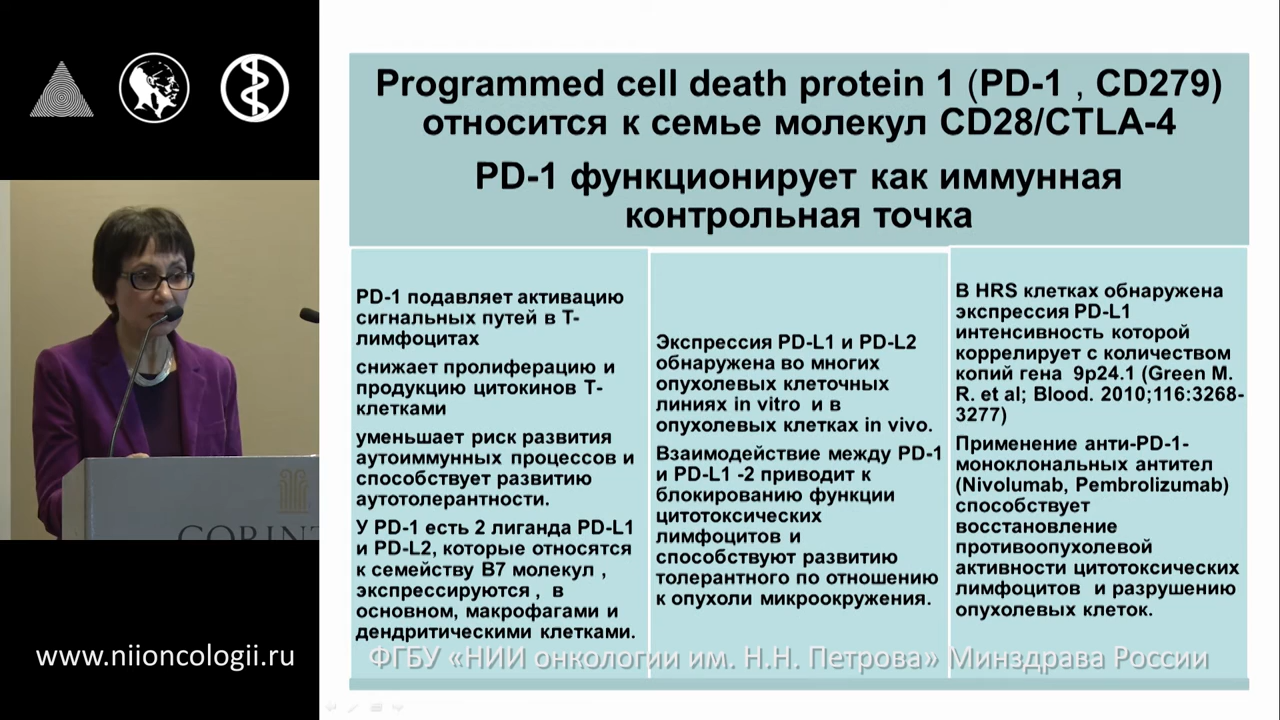 Programmed cell death protein 1 (PD-1 , CD279)
относится к семье молекул CD28/CTLA-4
PD-1 функционирует как иммунная
контрольная точка
PD-1 подавляет активацию
сигнальных путей в Т-
лимфоцитах
снижает пролиферацию и
продукцию цитокинов Т-
клетками
уменьшает риск развития
аутоиммунных процессов и
способствует развитию
аутотолерантности.
У PD-1 есть 2 лиганда PD-L1
и PD-L2, которые относятся
к семейству В7 молекул ,
экспрессируются , в
основном, макрофагами и
дендритическими клетками.
Экспрессия PD-L1 и PD-L2
обнаружена во многих
опухолевых клеточных
линиях in vitro и в
опухолевых клетках in vivo.
Взаимодействие между PD-1
и PD-L1 -2 приводит к
блокированию функции
цитотоксических
лимфоцитов и
способствуют развитию
толерантного по отношению
к опухоли микроокружения.
В HRS клетках обнаружена
экспрессия PD-L1
интенсивность которой
коррелирует с количеством
копий гена 9p24.1 (Green M.
R. et al; Blood. 2010;116:3268-
3277)
Применение анти-PD-1-
моноклональных антител
(Nivolumab, Pembrolizumab)
способствует
восстановление
противоопухолевой
активности цитотоксических
лимфоцитов и разрушению
опухолевых клеток.
CORINT
www.niioncologii.ru
ФГБУ «НИИ онкологии им. Н.Н. Петрова» Минздрава России